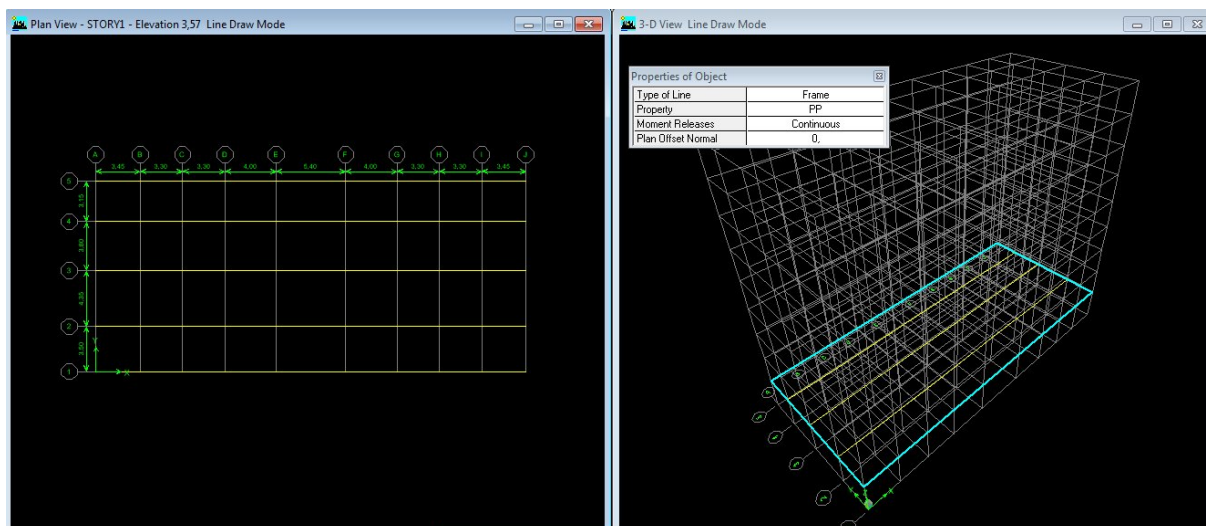 Plan View - STORY1 - Elevation 3,57 Line Draw Mode
A B C D E F G H I J
3.45 3.30 3.30 4.00 5.40 4.00 3.30 3.30 3.45
5
3.15
4
3.80
3
4.35
2
3.50
1
X
3-D View Line Draw Mode
Properties of Object
Type of Line Frame
Property PP
Moment Releases Continuous
Plan Offset Normal 0,